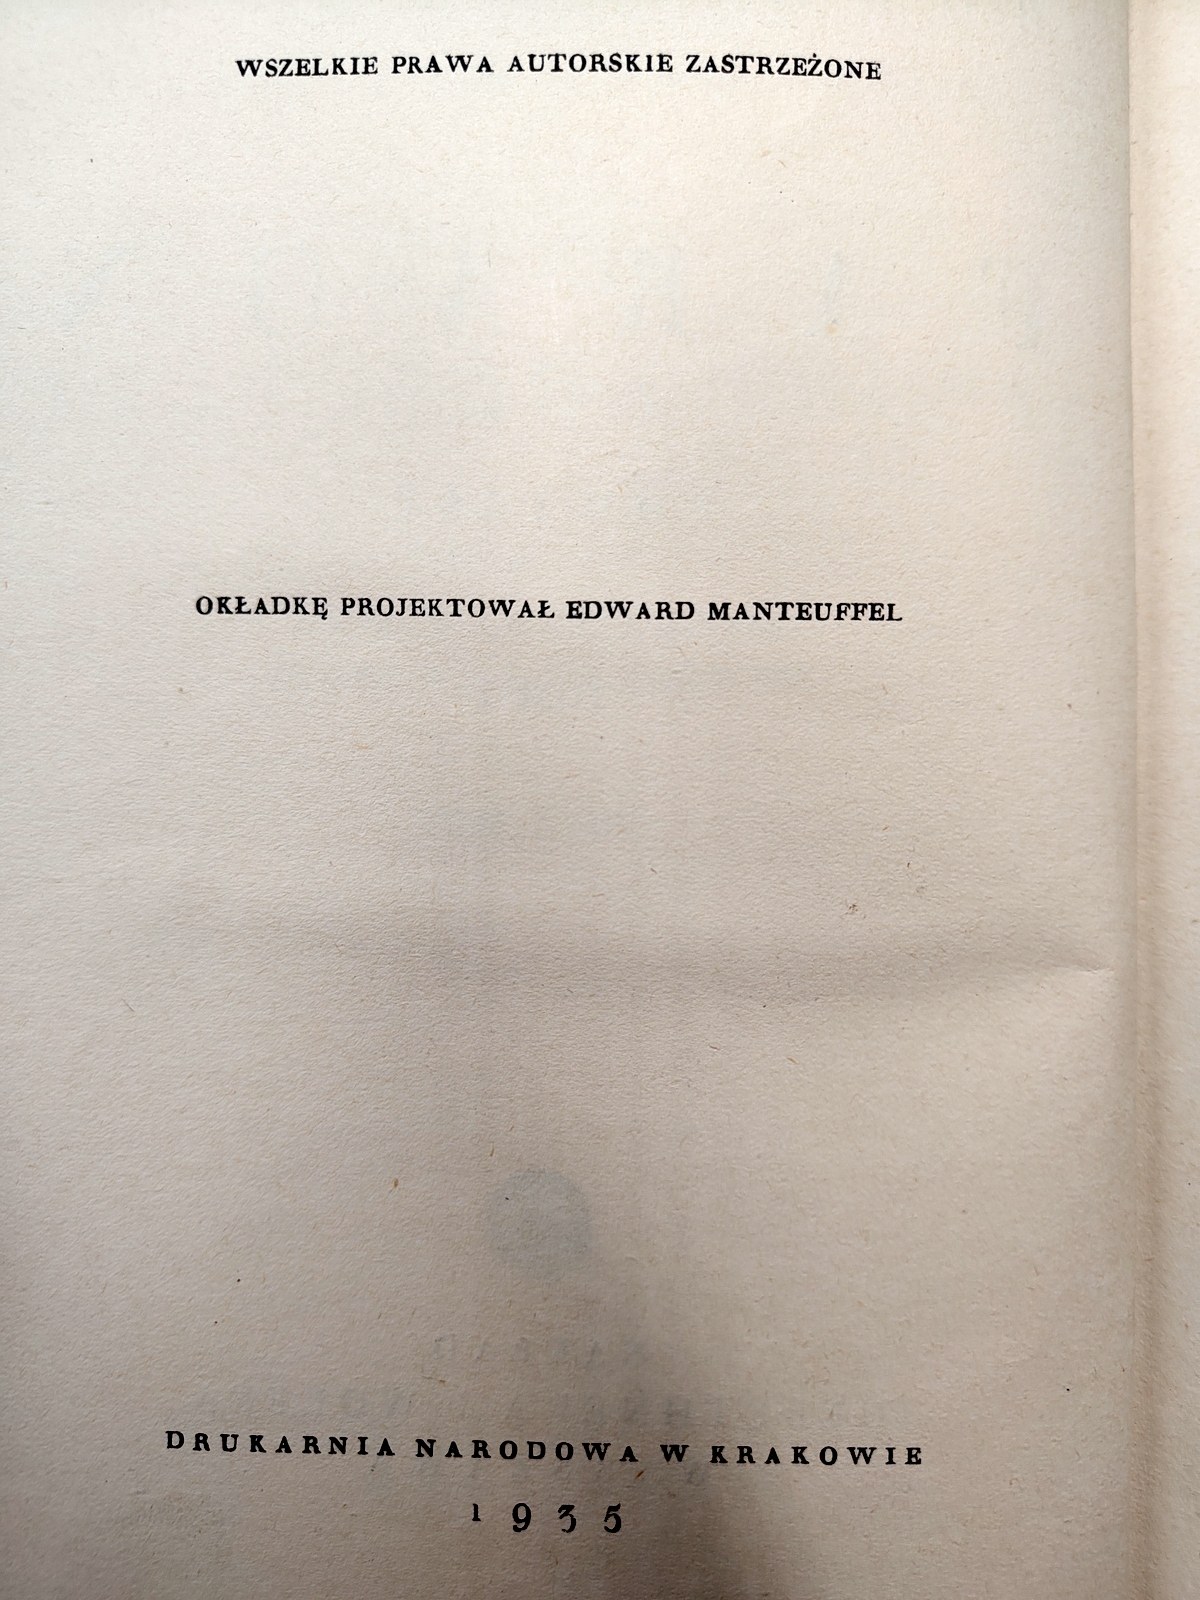 WSZELKIE PRAWA AUTORSKIE ZASTRZEŻONE
OKŁADKĘ PROJEKTOWAŁ EDWARD MANTEUFFEL
DRUKARNIA NARODOWA W KRAKOWIE
1935